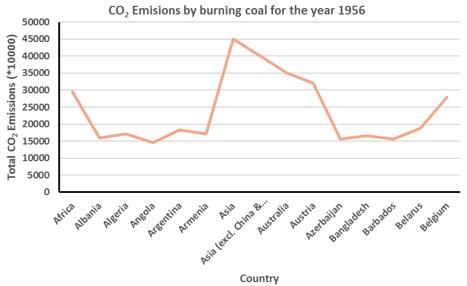 CO₂ Emisions by burning coal for the year 1956
Total CO₂ Emissions (*10000)
50000
45000
40000
35000
30000
25000
20000
15000
10000
5000
0
Africa
Albania
Algeria
Angola
Argentina
Armenia
Asia
Asia (excl. China &...
Australia
Austria
Azerbaijan
Bangladesh
Barbados
Belarus
Belgium
Country